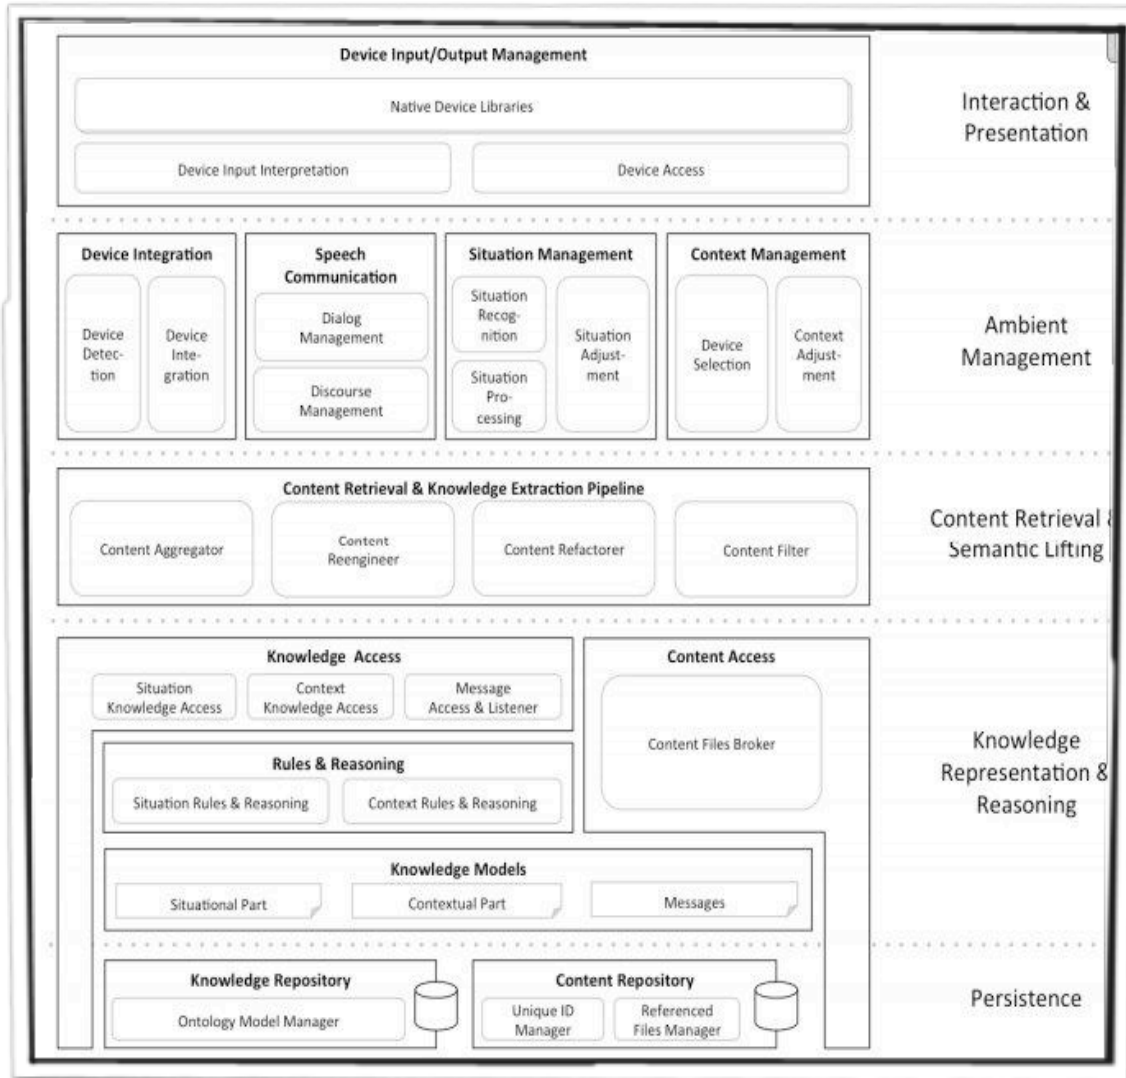 Device Input/Output Management
Native Device Libraries
Device Input Interpretation
Device Access
Interaction &
Presentation
Device Integration
Device
Detec-
tion
Device
Inte-
gration
Speech
Communication
Dialog
Management
Discourse
Management
Situation Management
Situation
Recog-
nition
Situation
Pro-
cessing
Situation
Adjust-
ment
Context Management
Device
Selection
Context
Adjust-
ment
Ambient
Management
Content Retrieval & Knowledge Extraction Pipeline
Content Aggregator
Content
Reengineer
Content Refactorer
Content Filter
Content Retrieval &
Semantic Lifting
Knowledge Access
Situation
Knowledge Access
Context
Knowledge Access
Message
Access & Listener
Content Access
Content Files Broker
Rules & Reasoning
Situation Rules & Reasoning
Context Rules & Reasoning
Knowledge Models
Situational Part
Contextual Part
Messages
Knowledge
Representation &
Reasoning
Knowledge Repository
Ontology Model Manager
Content Repository
Unique ID
Manager
Referenced
Files Manager
Persistence